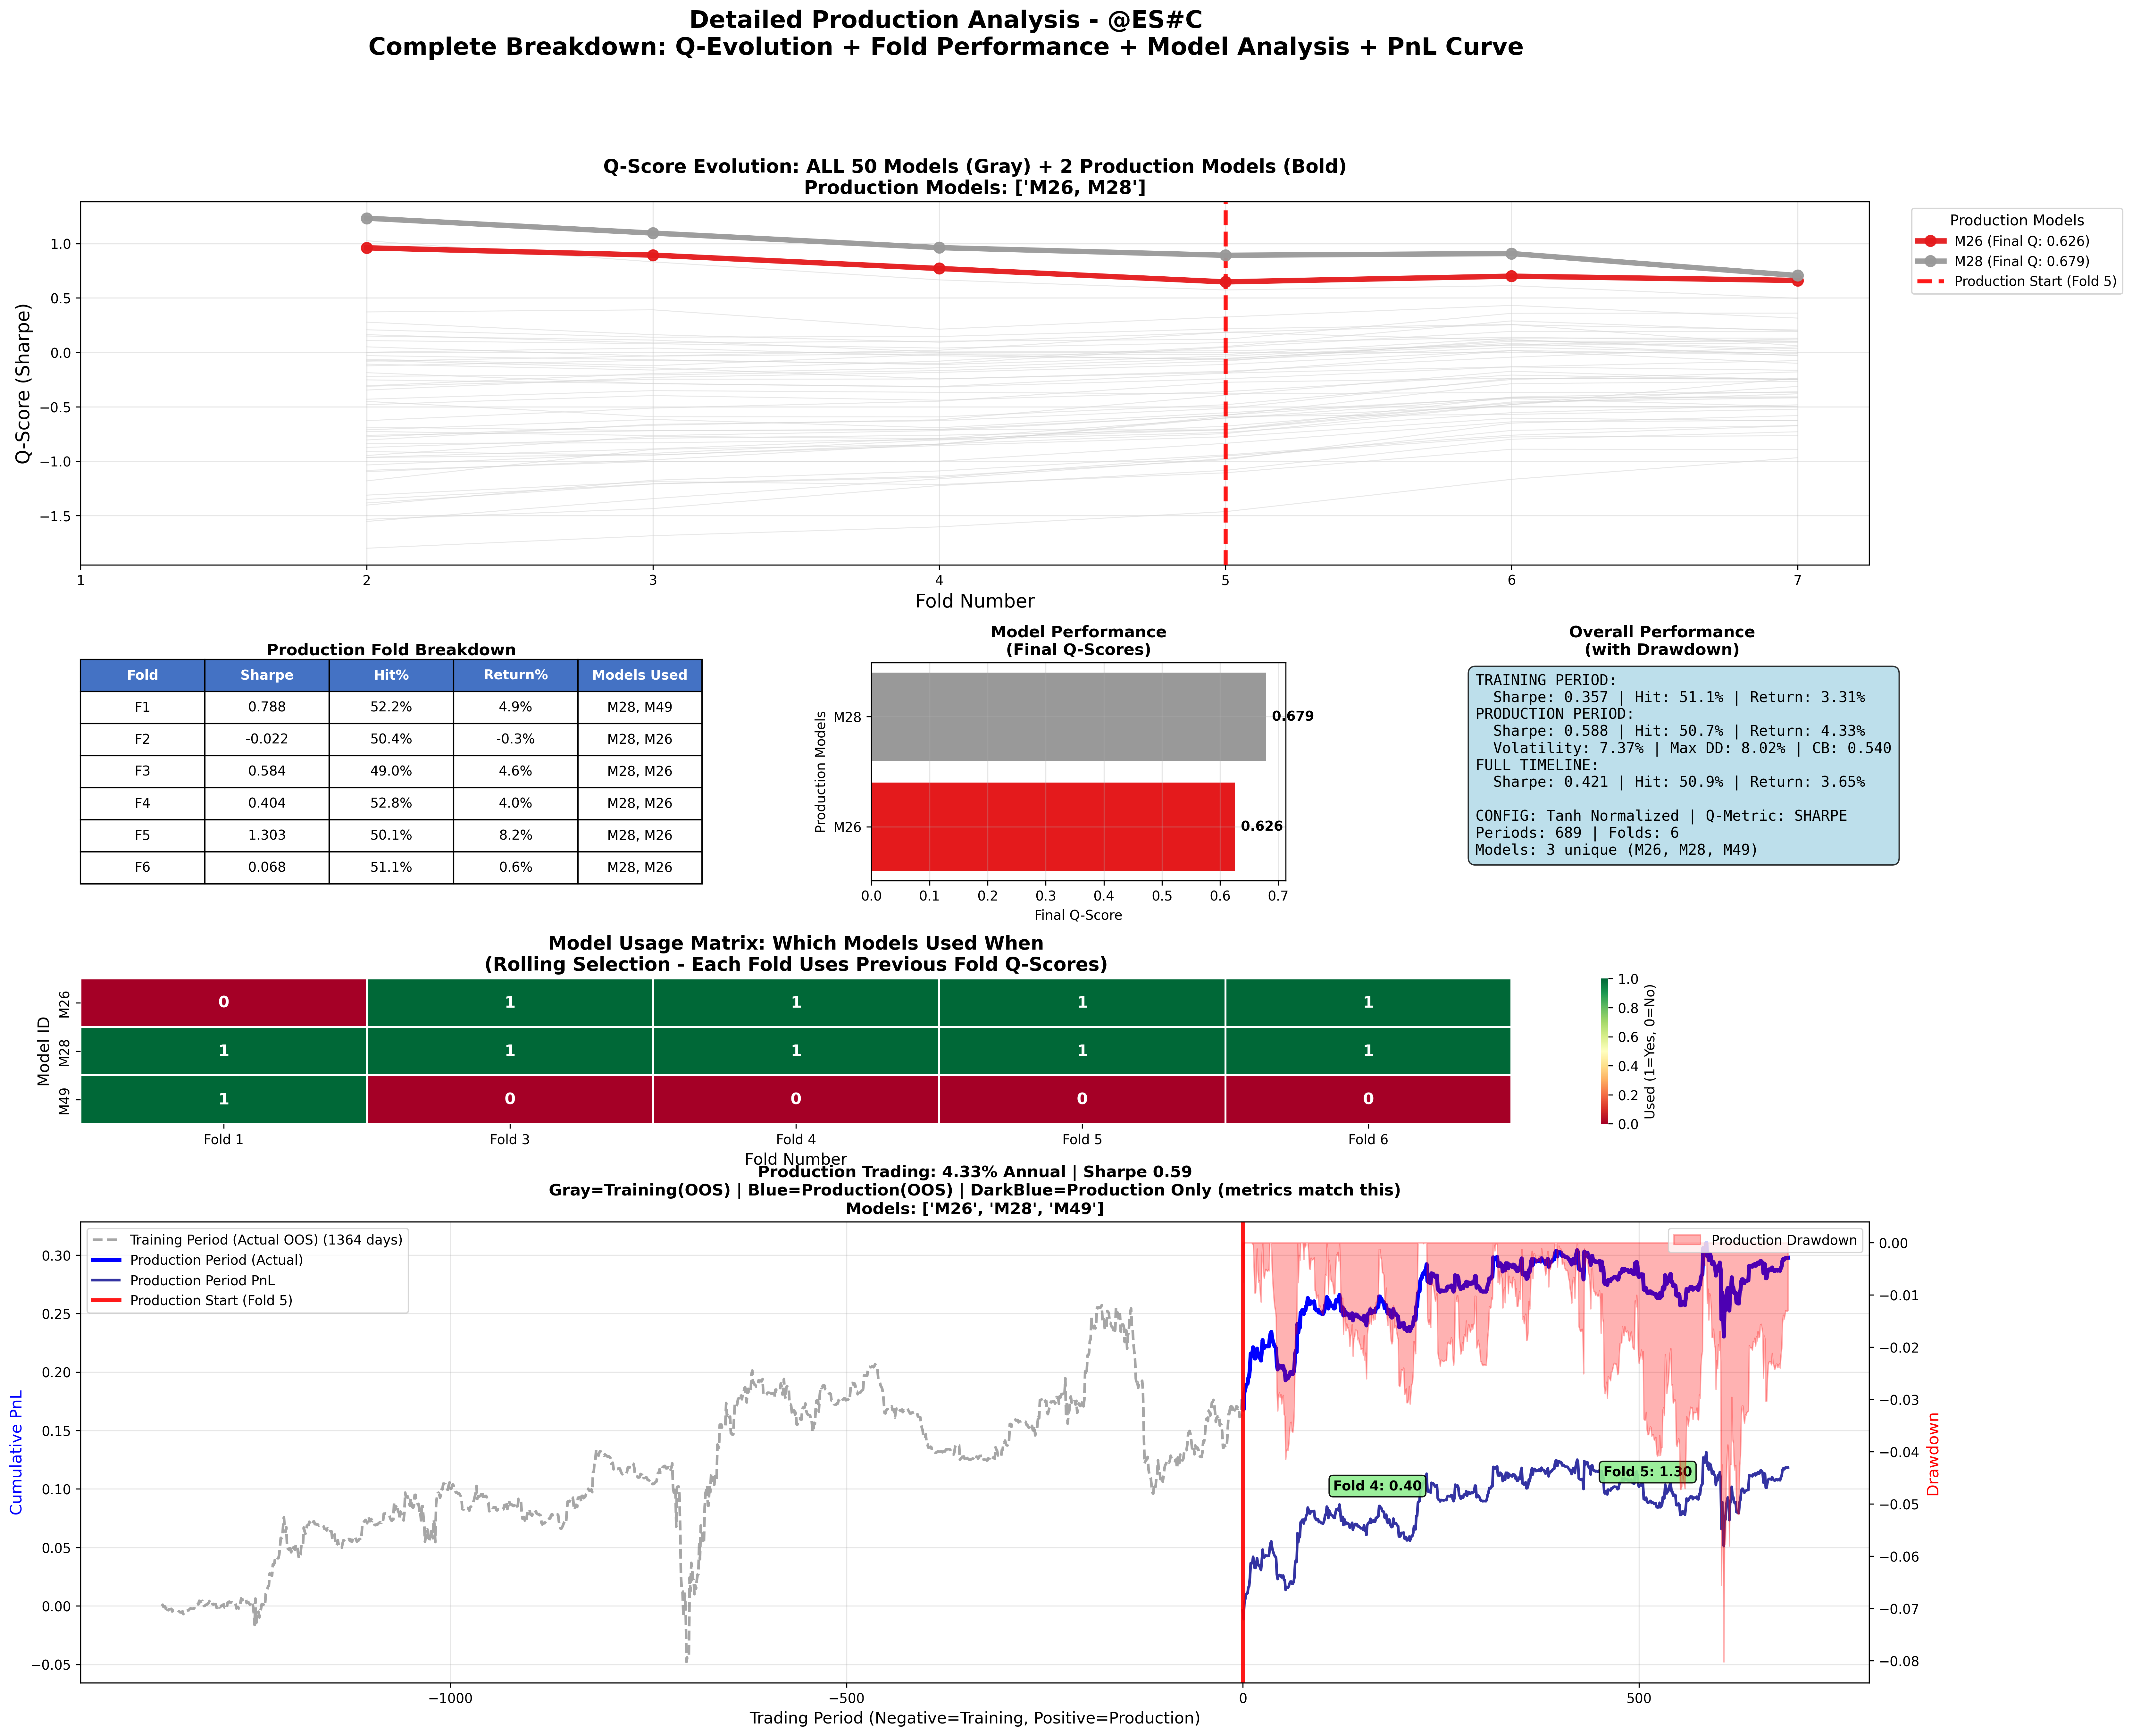 Detailed Production Analysis - @ES#C
Complete Breakdown: Q-Evolution + Fold Performance + Model Analysis + PnL Curve
Q-Score Evolution: ALL 50 Models (Gray) + 2 Production Models (Bold)
Production Models: ['M26, M28']
Q-Score (Sharpe)
1.0
0.5
0.0
−0.5
−1.0
−1.5
1 2 3 4 5 6 7
Fold Number
Production Models
M26 (Final Q: 0.626)
M28 (Final Q: 0.679)
Production Start (Fold 5)
Production Fold Breakdown
Fold Sharpe Hit% Return% Models Used
F1 0.788 52.2% 4.9% M28, M49
F2 -0.022 50.4% -0.3% M28, M26
F3 0.584 49.0% 4.6% M28, M26
F4 0.404 52.8% 4.0% M28, M26
F5 1.303 50.1% 8.2% M28, M26
F6 0.068 51.1% 0.6% M28, M26
Model Performance
(Final Q-Scores)
Production Models
M28
0.679
M26
0.626
0.0 0.1 0.2 0.3 0.4 0.5 0.6 0.7
Final Q-Score
Overall Performance
(with Drawdown)
TRAINING PERIOD:
Sharpe: 0.357 | Hit: 51.1% | Return: 3.31%
PRODUCTION PERIOD:
Sharpe: 0.588 | Hit: 50.7% | Return: 4.33%
Volatility: 7.37% | Max DD: 8.02% | CB: 0.540
FULL TIMELINE:
Sharpe: 0.421 | Hit: 50.9% | Return: 3.65%
CONFIG: Tanh Normalized | Q-Metric: SHARPE
Periods: 689 | Folds: 6
Models: 3 unique (M26, M28, M49)
Model Usage Matrix: Which Models Used When
(Rolling Selection - Each Fold Uses Previous Fold Q-Scores)
Model ID
M26 0 1 1 1 1
M28 1 1 1 1 1
M49 1 0 0 0 0
Fold 1 Fold 3 Fold 4 Fold 5 Fold 6
Fold Number
1.0
0.8
0.6
0.4
0.2
0.0
Used (1=Yes, 0=No)
Production Trading: 4.33% Annual | Sharpe 0.59
Gray=Training(OOS) | Blue=Production(OOS) | DarkBlue=Production Only (metrics match this)
Models: ['M26', 'M28', 'M49']
Training Period (Actual OOS) (1364 days)
Production Period (Actual)
Production Period PnL
Production Start (Fold 5)
Production Drawdown
Cumulative PnL
0.30
0.25
0.20
0.15
0.10
0.05
0.00
−0.05
Fold 4: 0.40
Fold 5: 1.30
0.00
−0.01
−0.02
−0.03
−0.04
−0.05
−0.06
−0.07
−0.08
Drawdown
−1000 −500 0 500
Trading Period (Negative=Training, Positive=Production)